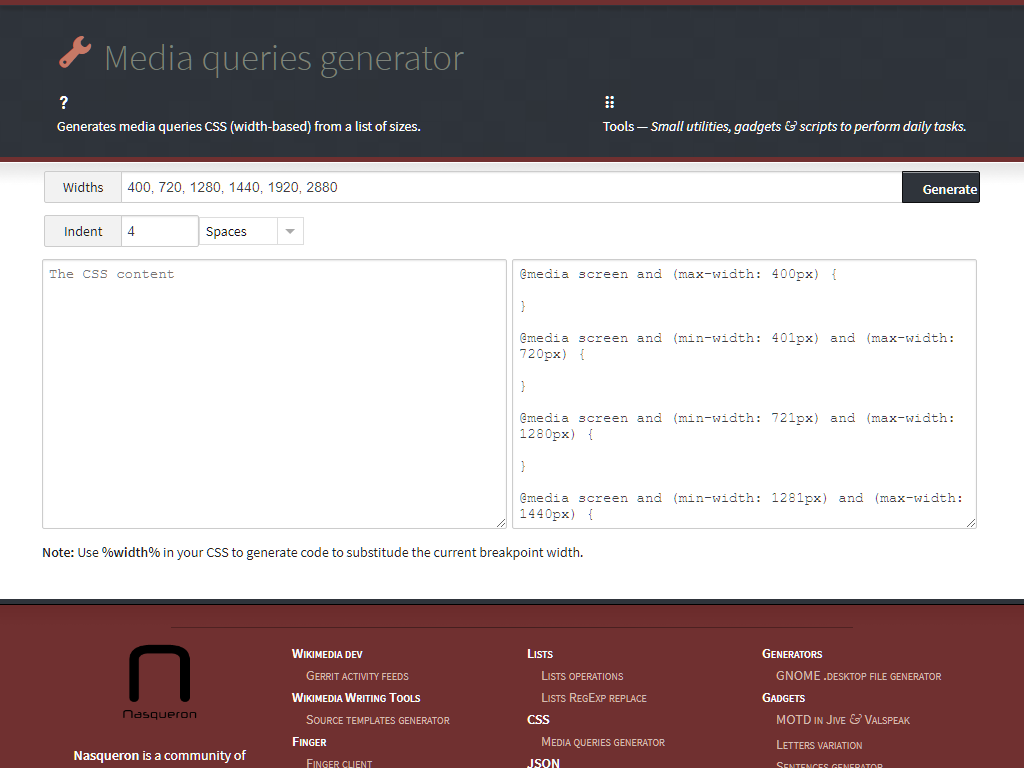 Media queries generator
?
Generates media queries CSS (width-based) from a list of sizes.
Tools — Small utilities, gadgets & scripts to perform daily tasks.
Widths
400, 720, 1280, 1440, 1920, 2880
Generate
Indent
4
Spaces
The CSS content
@media screen and (max-width: 400px) {
}
@media screen and (min-width: 401px) and (max-width:
720px) {
}
@media screen and (min-width: 721px) and (max-width:
1280px) {
}
@media screen and (min-width: 1281px) and (max-width:
1440px) {
Note: Use %width% in your CSS to generate code to substitude the current breakpoint width.
Nasqueron
Nasqueron is a community of
Wikimedia dev
Gerrit activity feeds
Wikimedia Writing Tools
Source templates generator
Finger
Finger client
Lists
Lists operations
Lists RegExp replace
CSS
Media queries generator
JSON
Generators
GNOME .desktop file generator
Gadgets
MOTD in Jive & Valspeak
Letters variation
Sentences generator